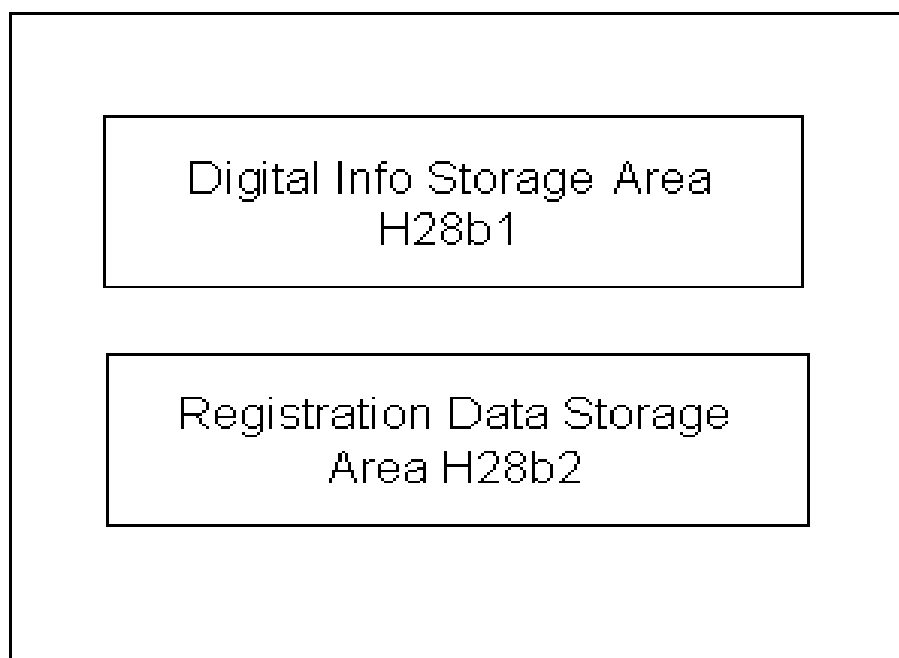 Digital Info Storage Area
H28b1
Registration Data Storage
Area H28b2